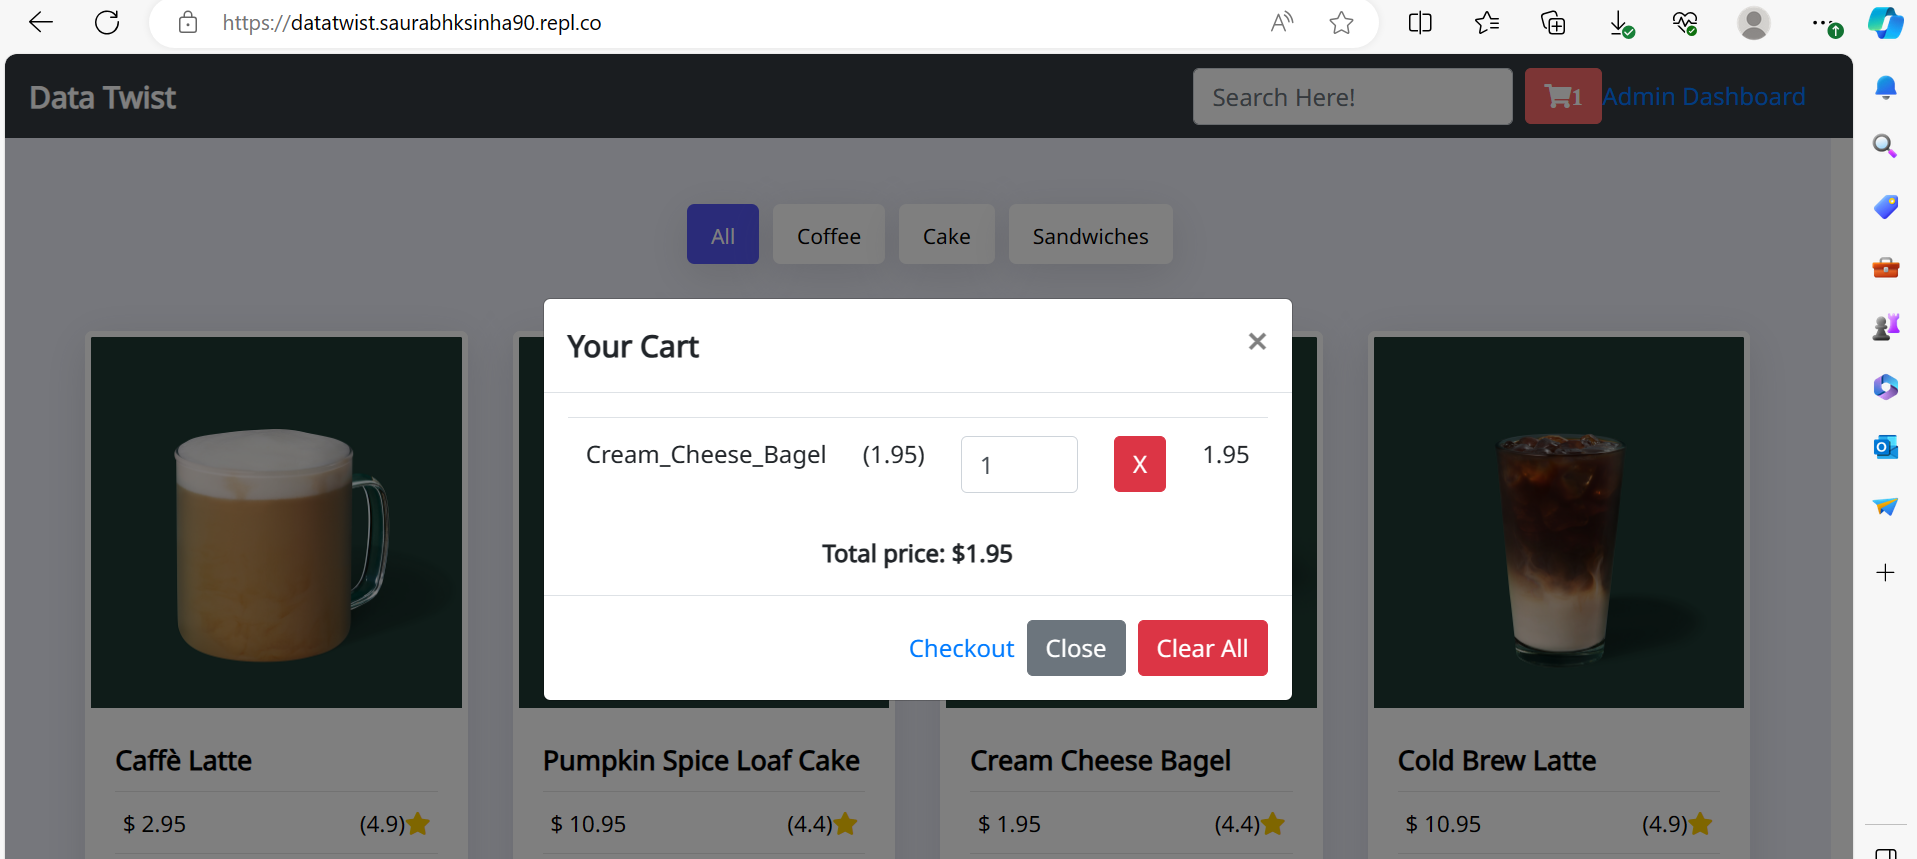 https://datatwist.saurabhksinha90.repl.co
Data Twist
Search Here!
1
Admin Dashboard
All
Coffee
Cake
Sandwiches
Your Cart
×
Cream_Cheese_Bagel (1.95) 1 X 1.95
Total price: $1.95
Checkout
Close
Clear All
Caffè Latte
$ 2.95 (4.9)
Pumpkin Spice Loaf Cake
$ 10.95 (4.4)
Cream Cheese Bagel
$ 1.95 (4.4)
Cold Brew Latte
$ 10.95 (4.9)